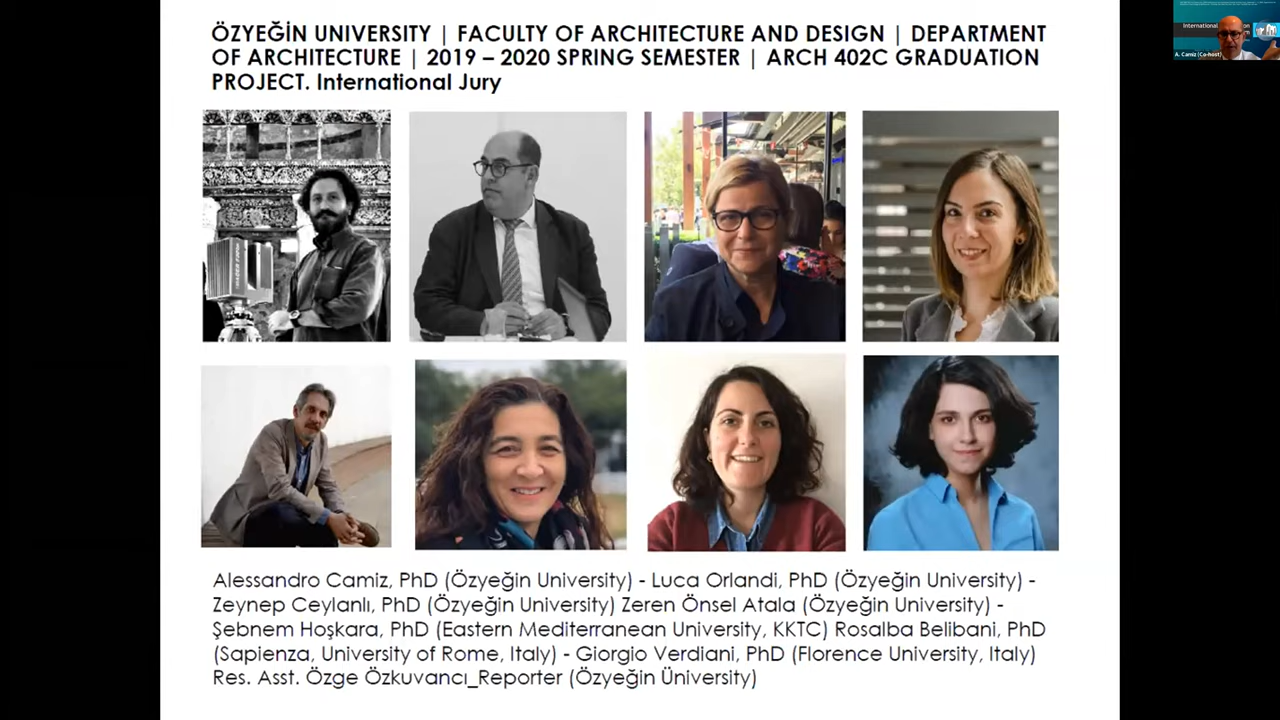 ÖZYEĞİN UNIVERSITY | FACULTY OF ARCHITECTURE AND DESIGN | DEPARTMENT
OF ARCHITECTURE | 2019 – 2020 SPRING SEMESTER | ARCH 402C GRADUATION
PROJECT. International Jury
International
A. Camiz (Co-host)
Alessandro Camiz, PhD (Özyeğin University) - Luca Orlandi, PhD (Özyeğin University) -
Zeynep Ceylanlı, PhD (Özyeğin University) Zeren Önsel Atala (Özyeğin University) -
Şebnem Hoşkara, PhD (Eastern Mediterranean University, KKTC) Rosalba Belibani, PhD
(Sapienza, University of Rome, Italy) - Giorgio Verdiani, PhD (Florence University, Italy)
Res. Asst. Özge Özkuvancı_Reporter (Özyeğin Üniversity)